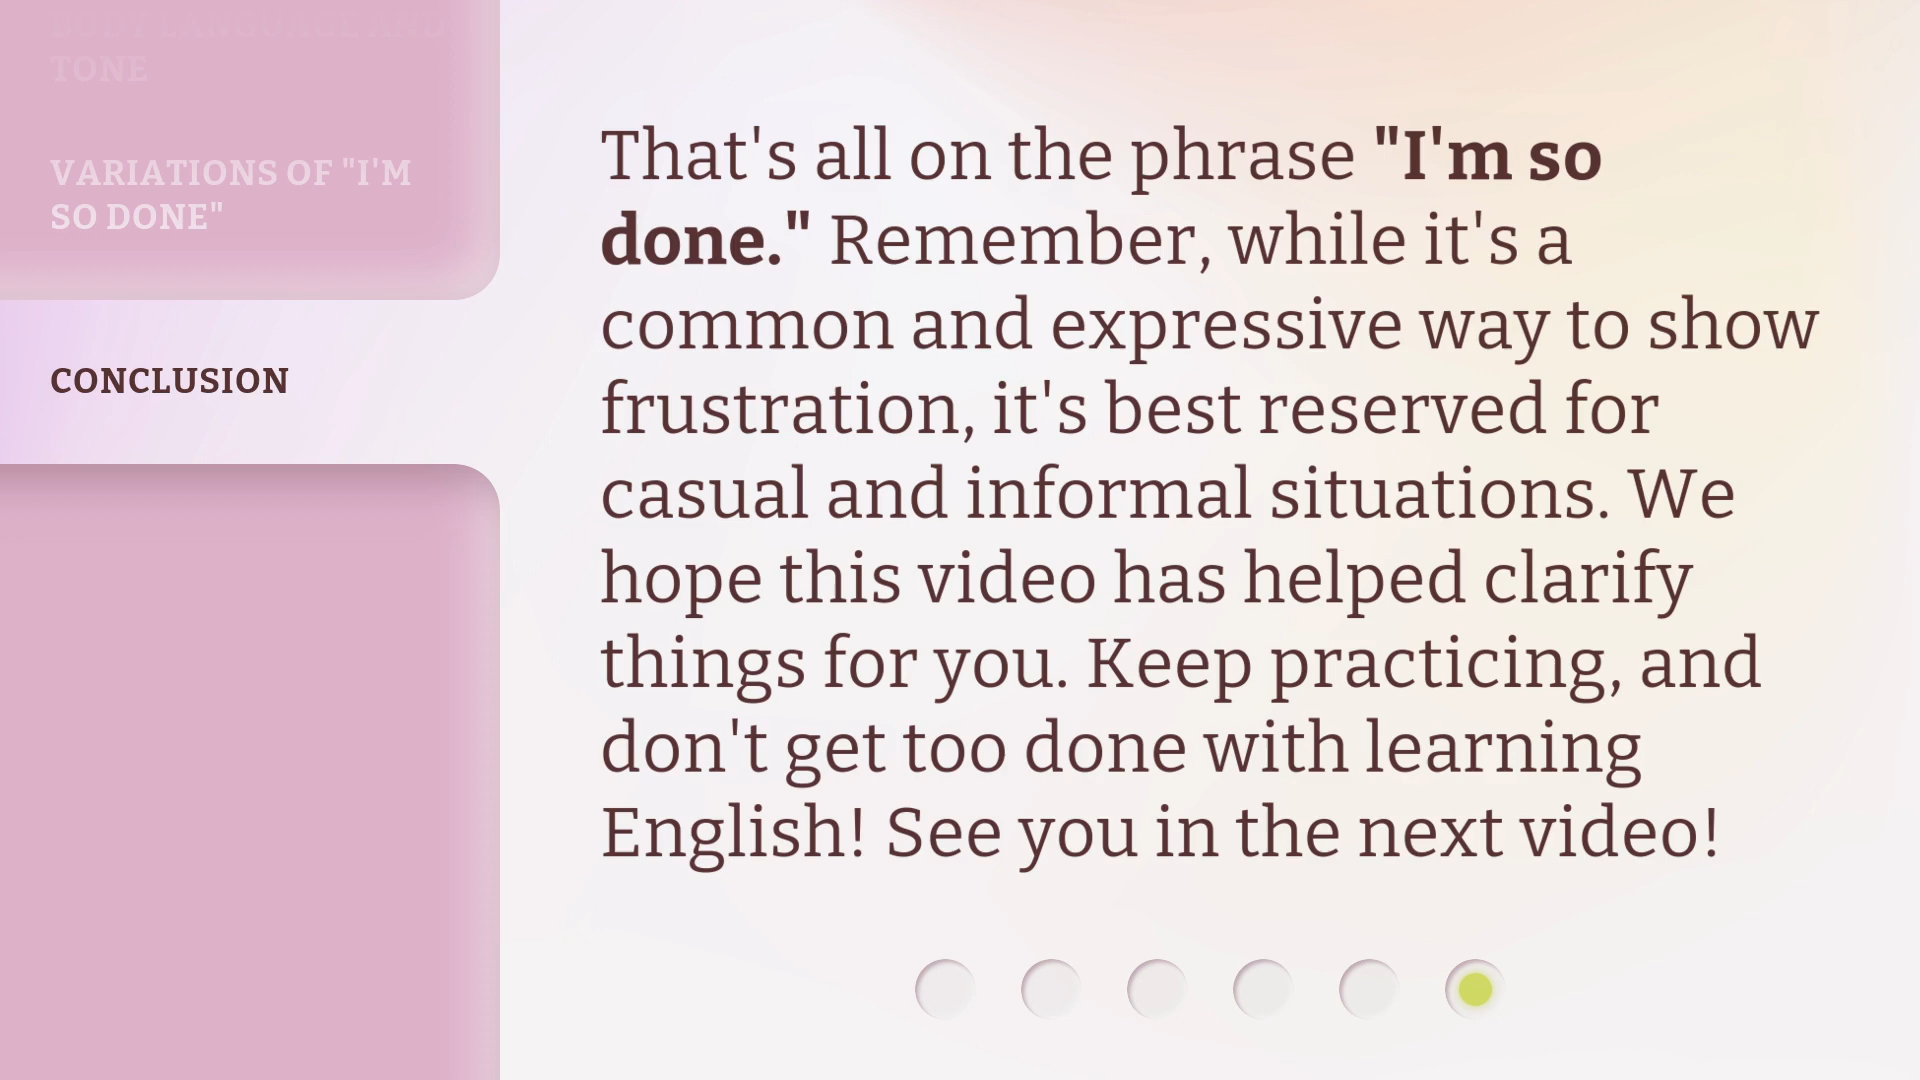 BODY LANGUAGE AND
TONE
VARIATIONS OF "I'M
SO DONE"
CONCLUSION
That's all on the phrase "I'm so
done." Remember, while it's a
common and expressive way to show
frustration, it's best reserved for
casual and informal situations. We
hope this video has helped clarify
things for you. Keep practicing, and
don't get too done with learning
English! See you in the next video!